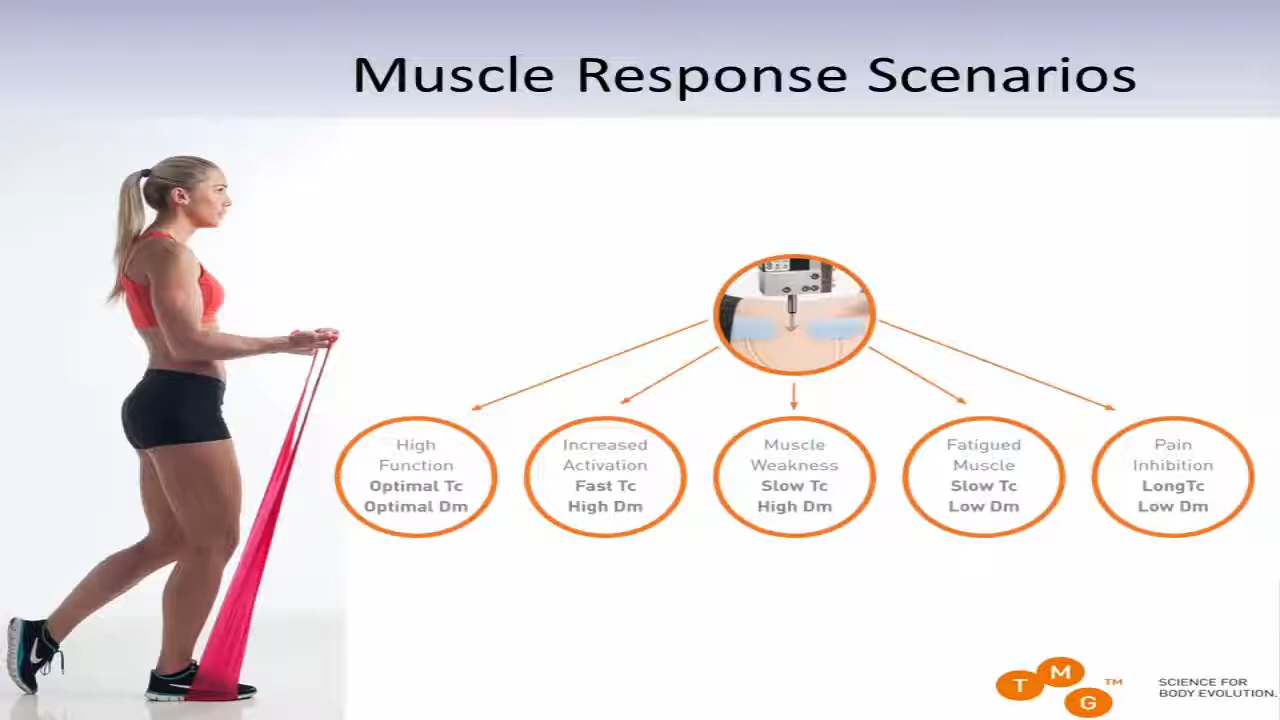 Muscle Response Scenarios
High
Function
Optimal Tc
Optimal Dm
Increased
Activation
Fast Tc
High Dm
Muscle
Weakness
Slow Tc
High Dm
Fatigued
Muscle
Slow Tc
Low Dm
Pain
Inhibition
LongTc
Low Dm
TMG™
SCIENCE FOR
BODY EVOLUTION.